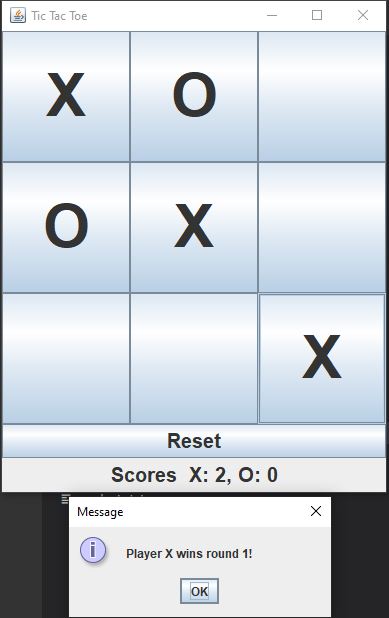 Tic Tac Toe
X O
O X
X
Reset
Scores X: 2, O: 0
Message
Player X wins round 1!
OK